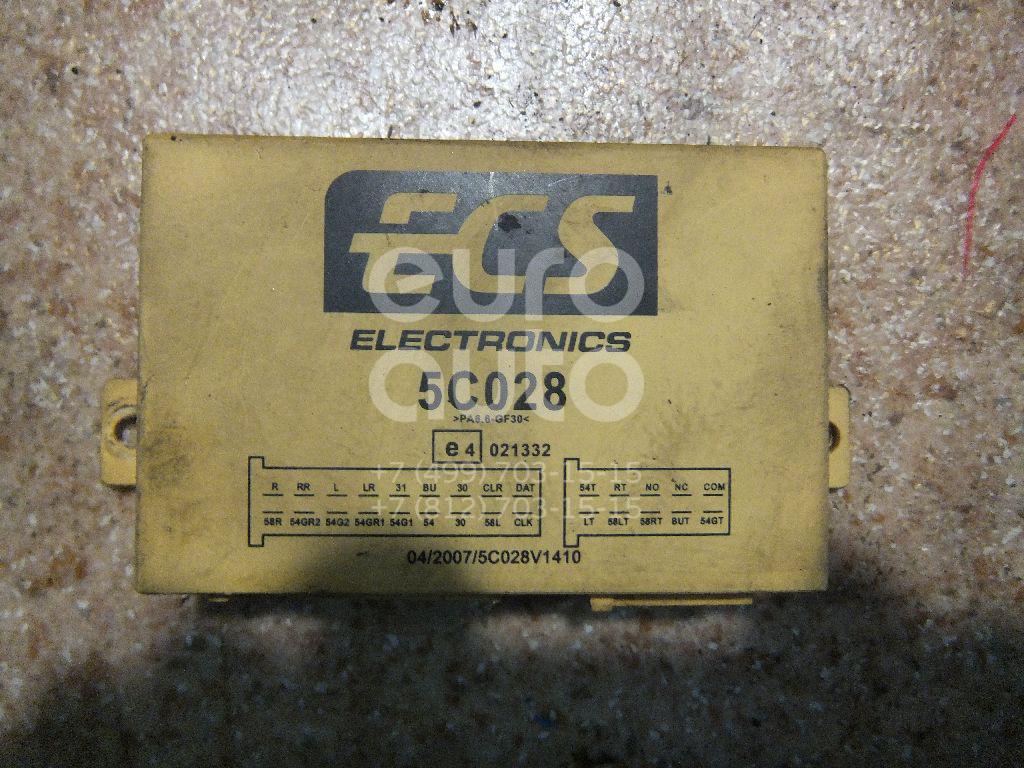 ECS
ELECTRONICS
5C028
>PA6.6-GF30<
e4 021332
R RR L LR 31 BU 30 CLR DAT
58R 54GR2 54G2 54GR1 54G1 54 30 58L CLK
54T RT NO NC COM
LT 58LT 58RT BUT 54GT
04/2007/5C028V1410
euro
auto
+7 (499) 703-15-15
+7 (812) 703-15-15